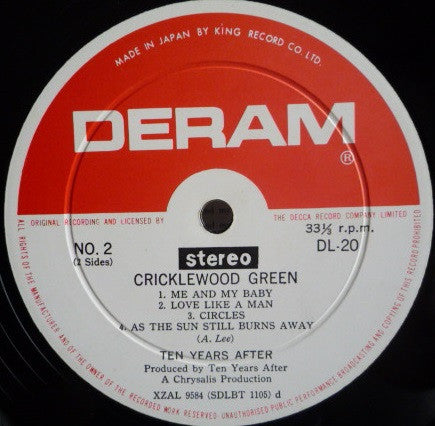 MADE IN JAPAN BY KING RECORD CO. LTD.
DERAM
®
ORIGINAL RECORDING AND LICENSED BY THE DECCA RECORD COMPANY LIMITED
NO. 2
(2 Sides)
stereo
33⅓ r.p.m.
DL-20
CRICKLEWOOD GREEN
1. ME AND MY BABY
2. LOVE LIKE A MAN
3. CIRCLES
4. AS THE SUN STILL BURNS AWAY
(A. Lee)
TEN YEARS AFTER
Produced by Ten Years After
A Chrysalis Production
XZAL 9584 (SDLBT 1105) d
ALL RIGHTS OF THE MANUFACTURER AND OF THE OWNER OF THE RECORDED WORK RESERVED. UNAUTHORISED PUBLIC PERFORMANCE BROADCASTING AND COPYING OF THIS RECORD PROHIBITED